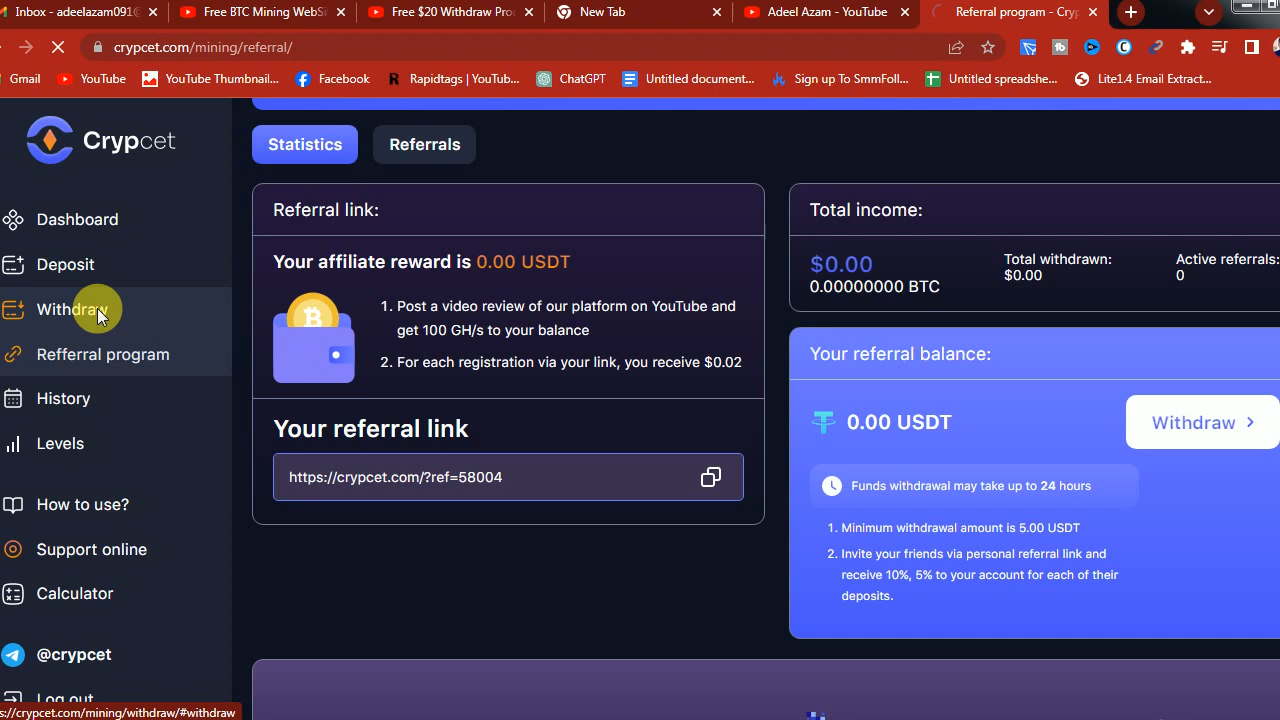 Inbox - adeelazam091@
Free BTC Mining WebSi
Free $20 Withdraw Pro
New Tab
Adeel Azam - YouTube
Referral program - Cry
crypcet.com/mining/referral/
Gmail
YouTube
YouTube Thumbnail...
Facebook
Rapidtags | YouTub...
ChatGPT
Untitled document...
Sign up To SmmFoll...
Untitled spreadshe...
Lite1.4 Email Extract...
Crypcet
Dashboard
Deposit
Withdraw
Refferral program
History
Levels
How to use?
Support online
Calculator
@crypcet
Log out
s://crypcet.com/mining/withdraw/#withdraw
Statistics
Referrals
Referral link:
Your affiliate reward is 0.00 USDT
1. Post a video review of our platform on YouTube and
get 100 GH/s to your balance
2. For each registration via your link, you receive $0.02
Your referral link
https://crypcet.com/?ref=58004
Total income:
$0.00
0.00000000 BTC
Total withdrawn:
$0.00
Active referrals:
0
Your referral balance:
0.00 USDT
Withdraw
Funds withdrawal may take up to 24 hours
1. Minimum withdrawal amount is 5.00 USDT
2. Invite your friends via personal referral link and
receive 10%, 5% to your account for each of their
deposits.